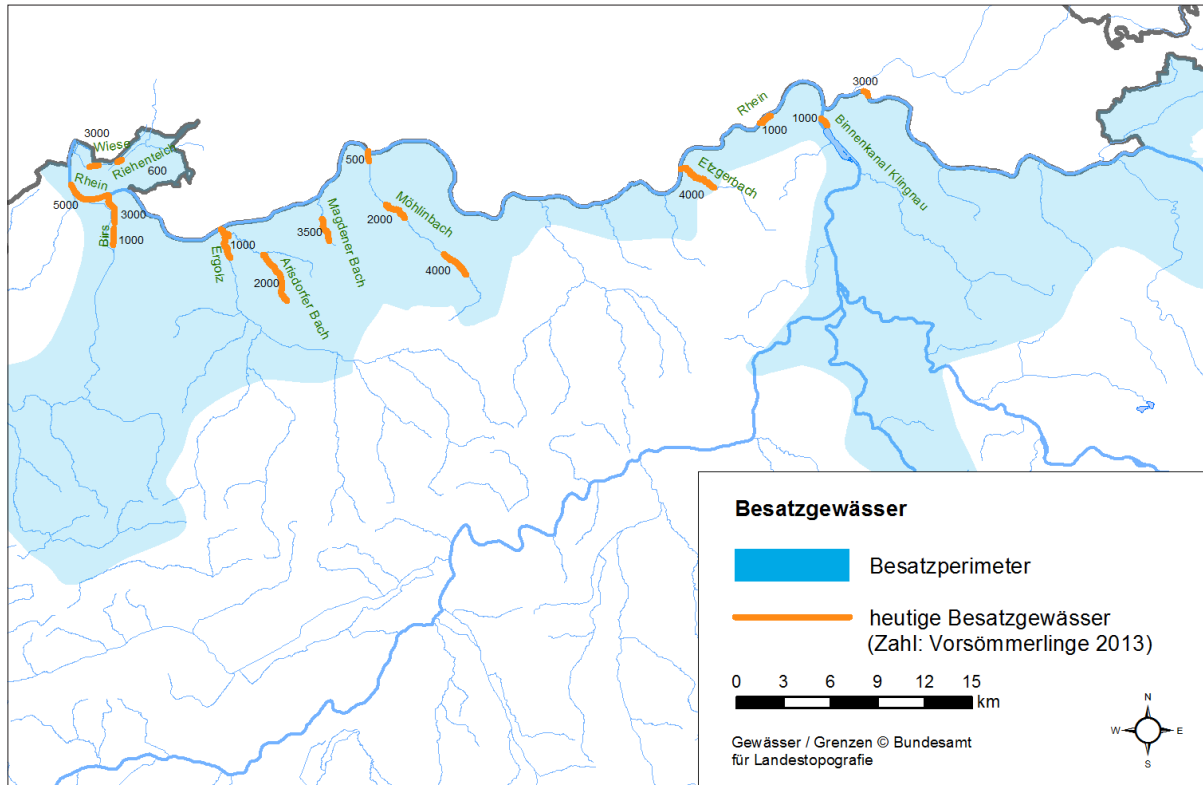 3000
Wiese
Riehenteich
600
Rhein
5000
3000
Birs
1000
Ergolz
1000
Arisdorfer Bach
2000
Magdener Bach
3500
500
Möhlinbach
2000
4000
Etzgerbach
4000
Rhein
1000
1000
3000
Binnenkanal Klingnau
Besatzgewässer
Besatzperimeter
heutige Besatzgewässer
(Zahl: Vorsömmerlinge 2013)
0 3 6 9 12 15
km
Gewässer / Grenzen © Bundesamt
für Landestopografie
N
W E
S